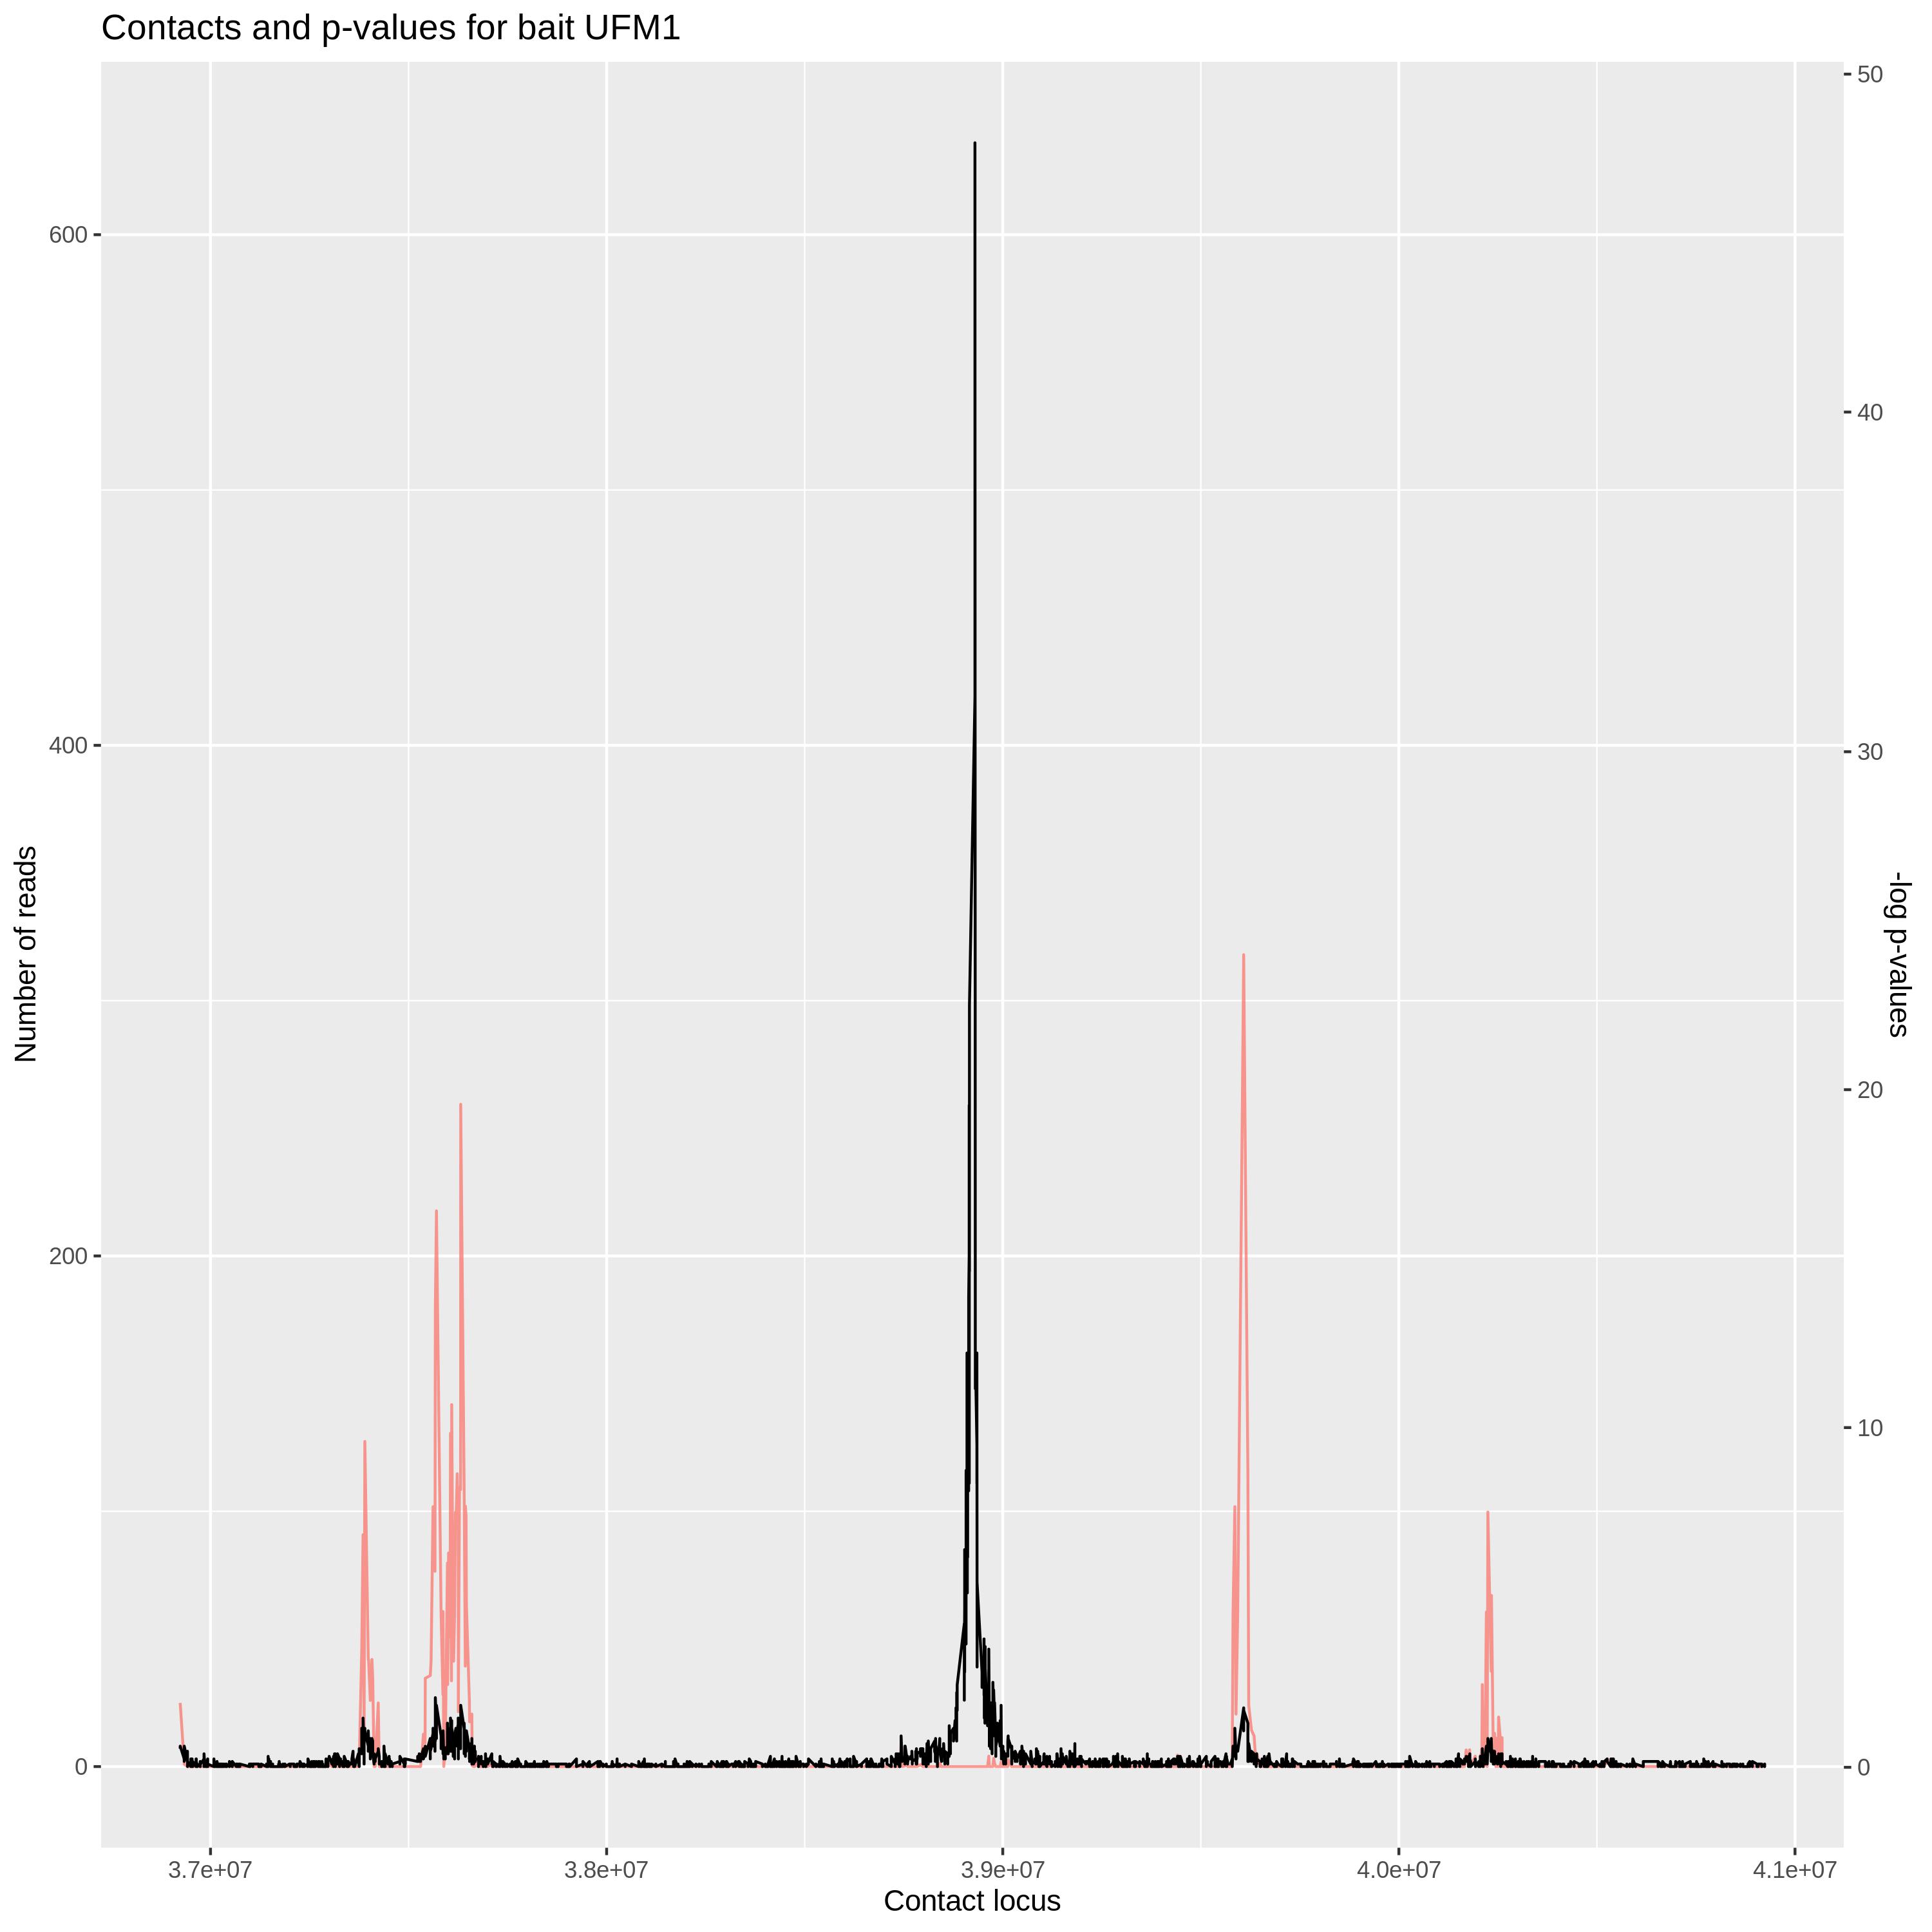 Contacts and p-values for bait UFM1
600
400
200
0
Number of reads
50
40
30
20
10
0
-log p-values
3.7e+07
3.8e+07
3.9e+07
4.0e+07
4.1e+07
Contact locus